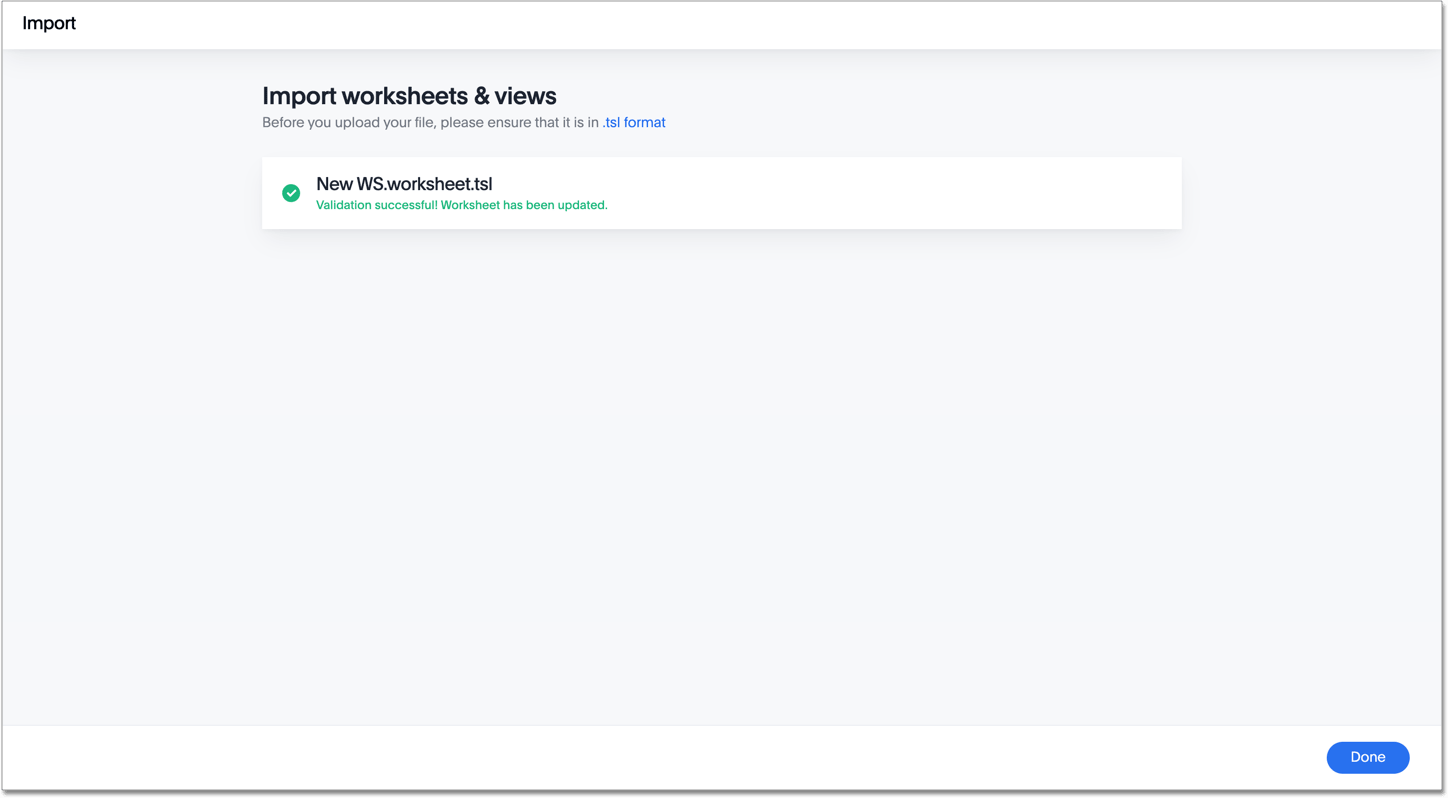 Import
Import worksheets & views
Before you upload your file, please ensure that it is in .tsl format
New WS.worksheet.tsl
Validation successful! Worksheet has been updated.
Done